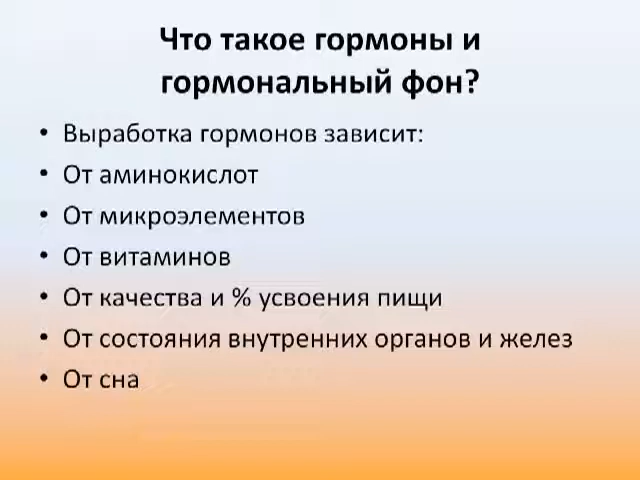 Что такое гормоны и
гормональный фон?
• Выработка гормонов зависит:
• От аминокислот
• От микроэлементов
• От витаминов
• От качества и % усвоения пищи
• От состояния внутренних органов и желез
• От сна